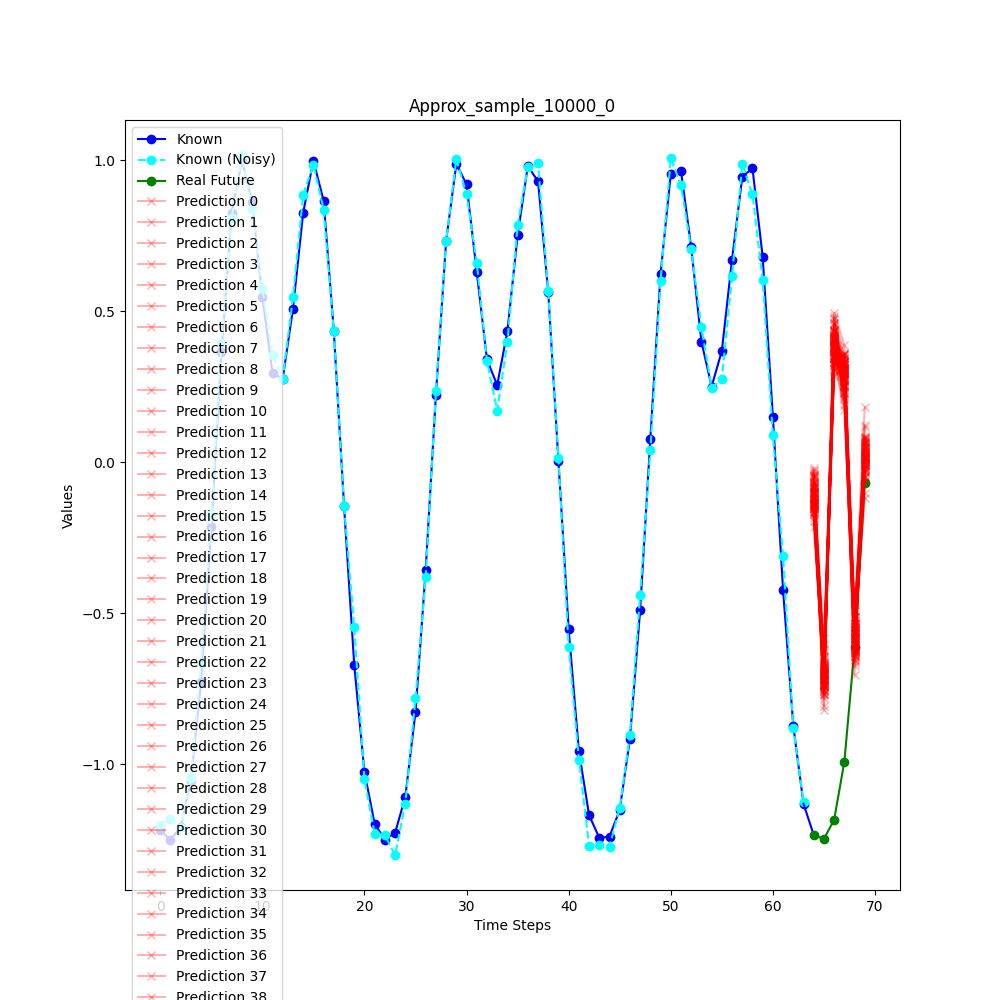 Approx_sample_10000_0
Known
Known (Noisy)
Real Future
Prediction 0
Prediction 1
Prediction 2
Prediction 3
Prediction 4
Prediction 5
Prediction 6
Prediction 7
Prediction 8
Prediction 9
Prediction 10
Prediction 11
Prediction 12
Prediction 13
Prediction 14
Prediction 15
Prediction 16
Prediction 17
Prediction 18
Prediction 19
Prediction 20
Prediction 21
Prediction 22
Prediction 23
Prediction 24
Prediction 25
Prediction 26
Prediction 27
Prediction 28
Prediction 29
Prediction 30
Prediction 31
Prediction 32
Prediction 33
Prediction 34
Prediction 35
Prediction 36
Prediction 37
Prediction 38
1.0
0.5
0.0
−0.5
−1.0
Values
0 10 20 30 40 50 60 70
Time Steps